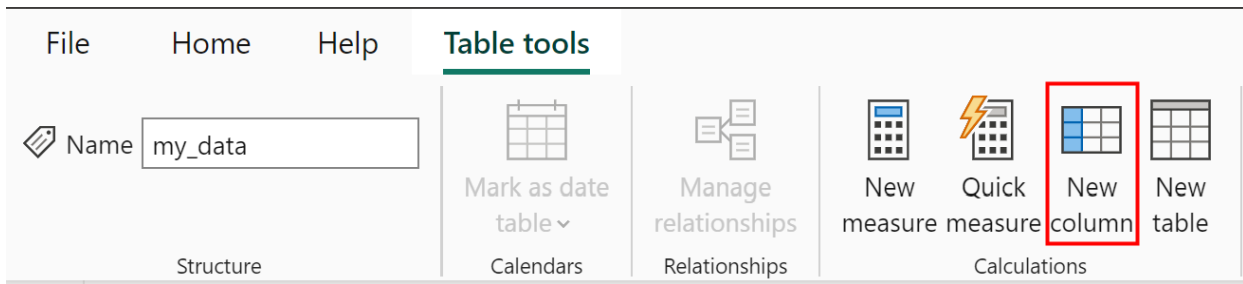 File Home Help Table tools
Name my_data
Mark as date
table
Manage
relationships
New
measure
Quick
measure
New
column
New
table
Structure Calendars Relationships Calculations